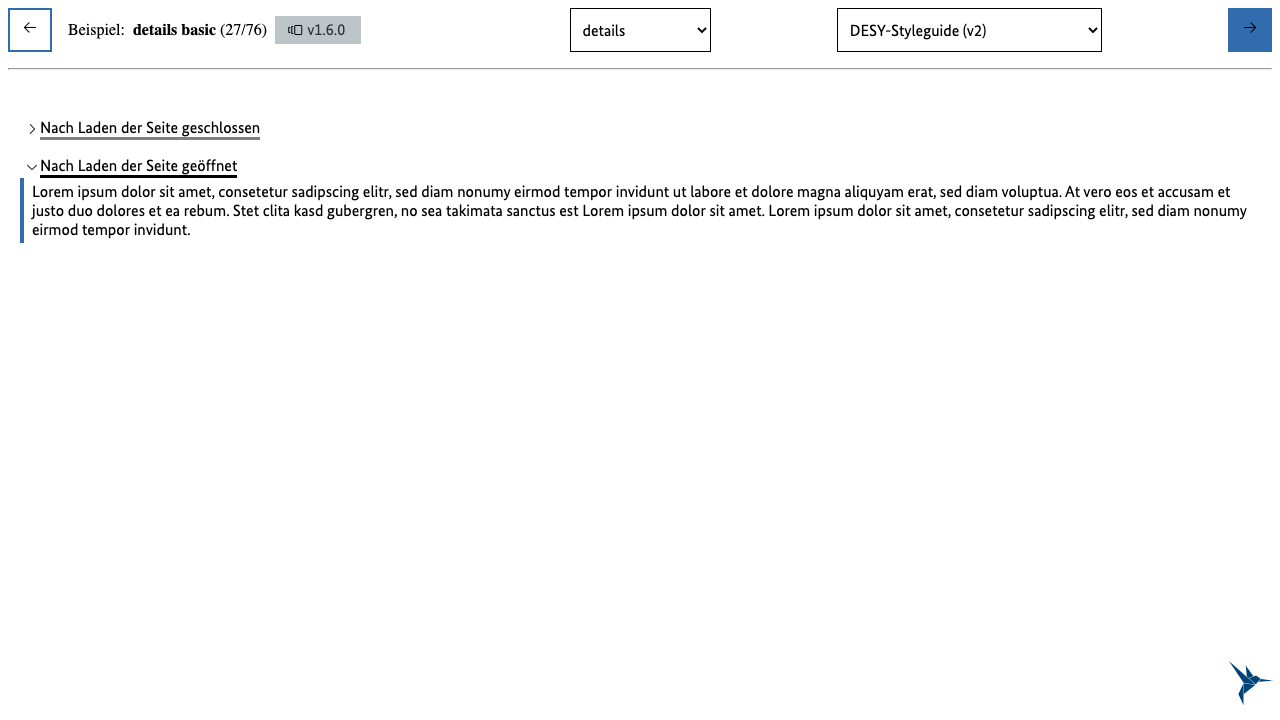 Beispiel: details basic (27/76) v1.6.0 details DESY-Styleguide (v2)
Nach Laden der Seite geschlossen
Nach Laden der Seite geöffnet
Lorem ipsum dolor sit amet, consetetur sadipscing elitr, sed diam nonumy eirmod tempor invidunt ut labore et dolore magna aliquyam erat, sed diam voluptua. At vero eos et accusam et
justo duo dolores et ea rebum. Stet clita kasd gubergren, no sea takimata sanctus est Lorem ipsum dolor sit amet. Lorem ipsum dolor sit amet, consetetur sadipscing elitr, sed diam nonumy
eirmod tempor invidunt.